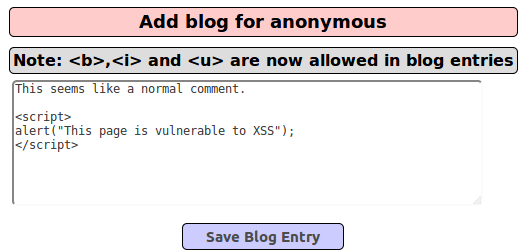 Add blog for anonymous
Note: <b>,<i> and <u> are now allowed in blog entries
This seems like a normal comment.
<script>
alert("This page is vulnerable to XSS");
</script>
Save Blog Entry